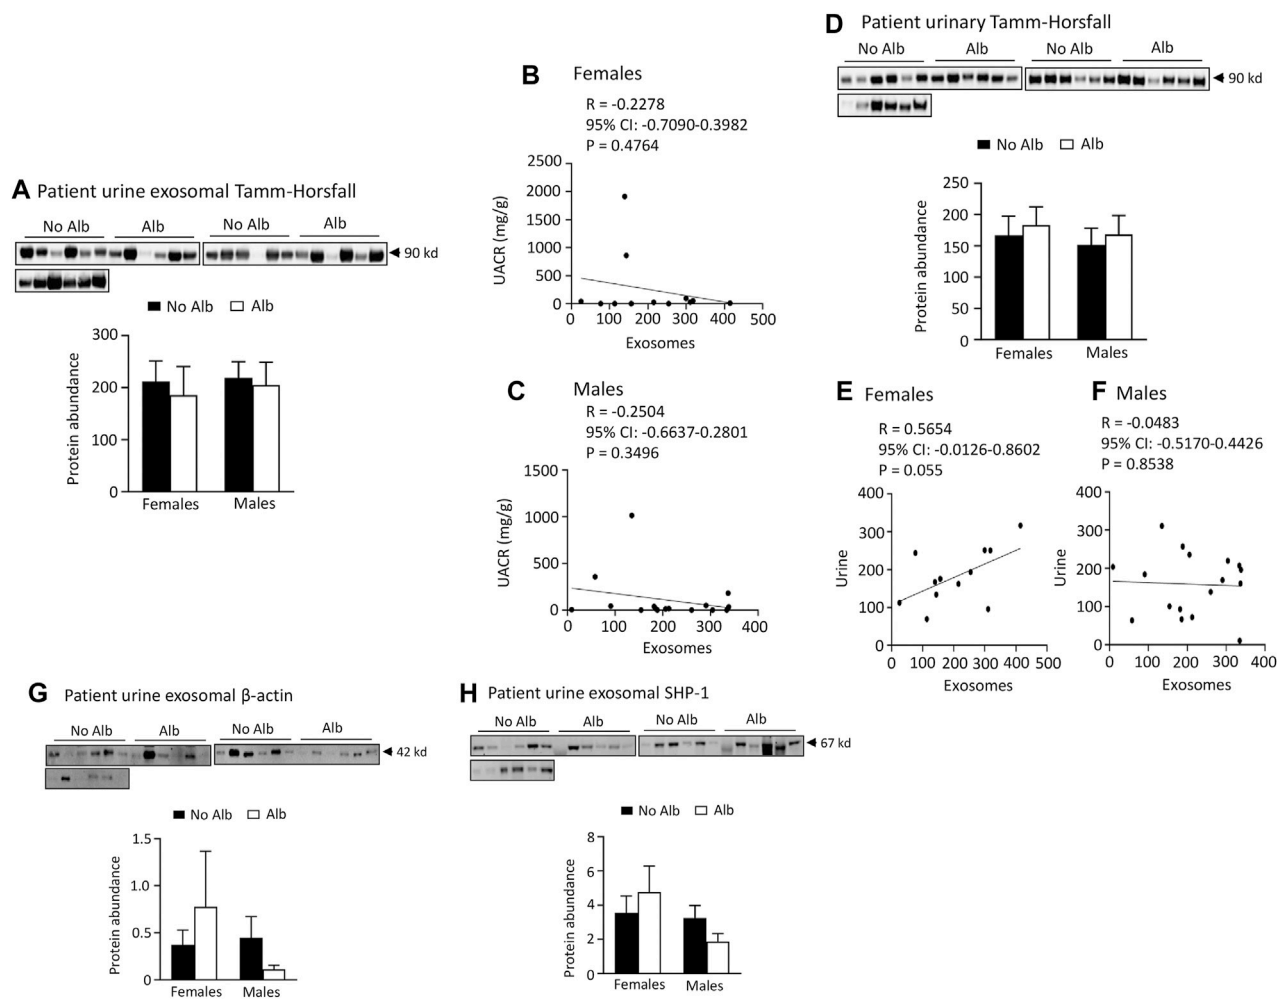 A Patient urine exosomal Tamm-Horsfall
No Alb Alb No Alb Alb
90 kd
No Alb Alb
300
200
100
0
Protein abundance
Females Males
B Females
R = -0.2278
95% CI: -0.7090-0.3982
P = 0.4764
2500
2000
1500
1000
500
0
UACR (mg/g)
0 100 200 300 400 500
Exosomes
C Males
R = -0.2504
95% CI: -0.6637-0.2801
P = 0.3496
1500
1000
500
0
UACR (mg/g)
0 100 200 300 400
Exosomes
D Patient urinary Tamm-Horsfall
No Alb Alb No Alb Alb
90 kd
No Alb Alb
250
200
150
100
50
0
Protein abundance
Females Males
E Females
R = 0.5654
95% CI: -0.0126-0.8602
P = 0.055
400
300
200
100
0
Urine
0 100 200 300 400 500
Exosomes
F Males
R = -0.0483
95% CI: -0.5170-0.4426
P = 0.8538
400
300
200
100
0
Urine
0 100 200 300 400
Exosomes
G Patient urine exosomal β-actin
No Alb Alb No Alb Alb
42 kd
No Alb Alb
1.5
1.0
0.5
0
Protein abundance
Females Males
H Patient urine exosomal SHP-1
No Alb Alb No Alb Alb
67 kd
No Alb Alb
8
6
4
2
0
Protein abundance
Females Males